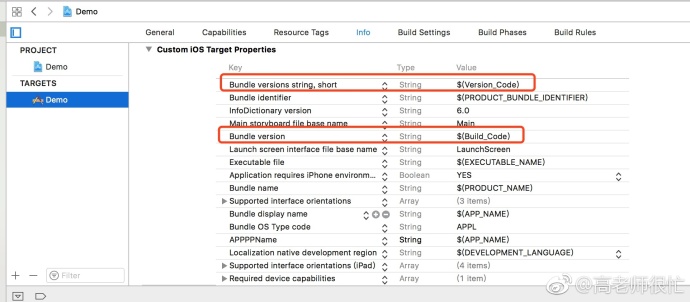 Demo
General
Capabilities
Resource Tags
Info
Build Settings
Build Phases
Build Rules
PROJECT
Demo
TARGETS
Demo
Custom iOS Target Properties
Key Type Value
Bundle versions string, short String $(Version_Code)
Bundle identifier String $(PRODUCT_BUNDLE_IDENTIFIER)
InfoDictionary version String 6.0
Main storyboard file base name String Main
Bundle version String $(Build_Code)
Launch screen interface file base name String LaunchScreen
Executable file String $(EXECUTABLE_NAME)
Application requires iPhone environm... Boolean YES
Bundle name String $(PRODUCT_NAME)
Supported interface orientations Array (3 items)
Bundle display name String $(APP_NAME)
Bundle OS Type code String APPL
APPPPName String $(APP_NAME)
Localization native development region String $(DEVELOPMENT_LANGUAGE)
Supported interface orientations (iPad) Array (4 items)
Required device capabilities Array (1 item)
Filter
@高老师很忙